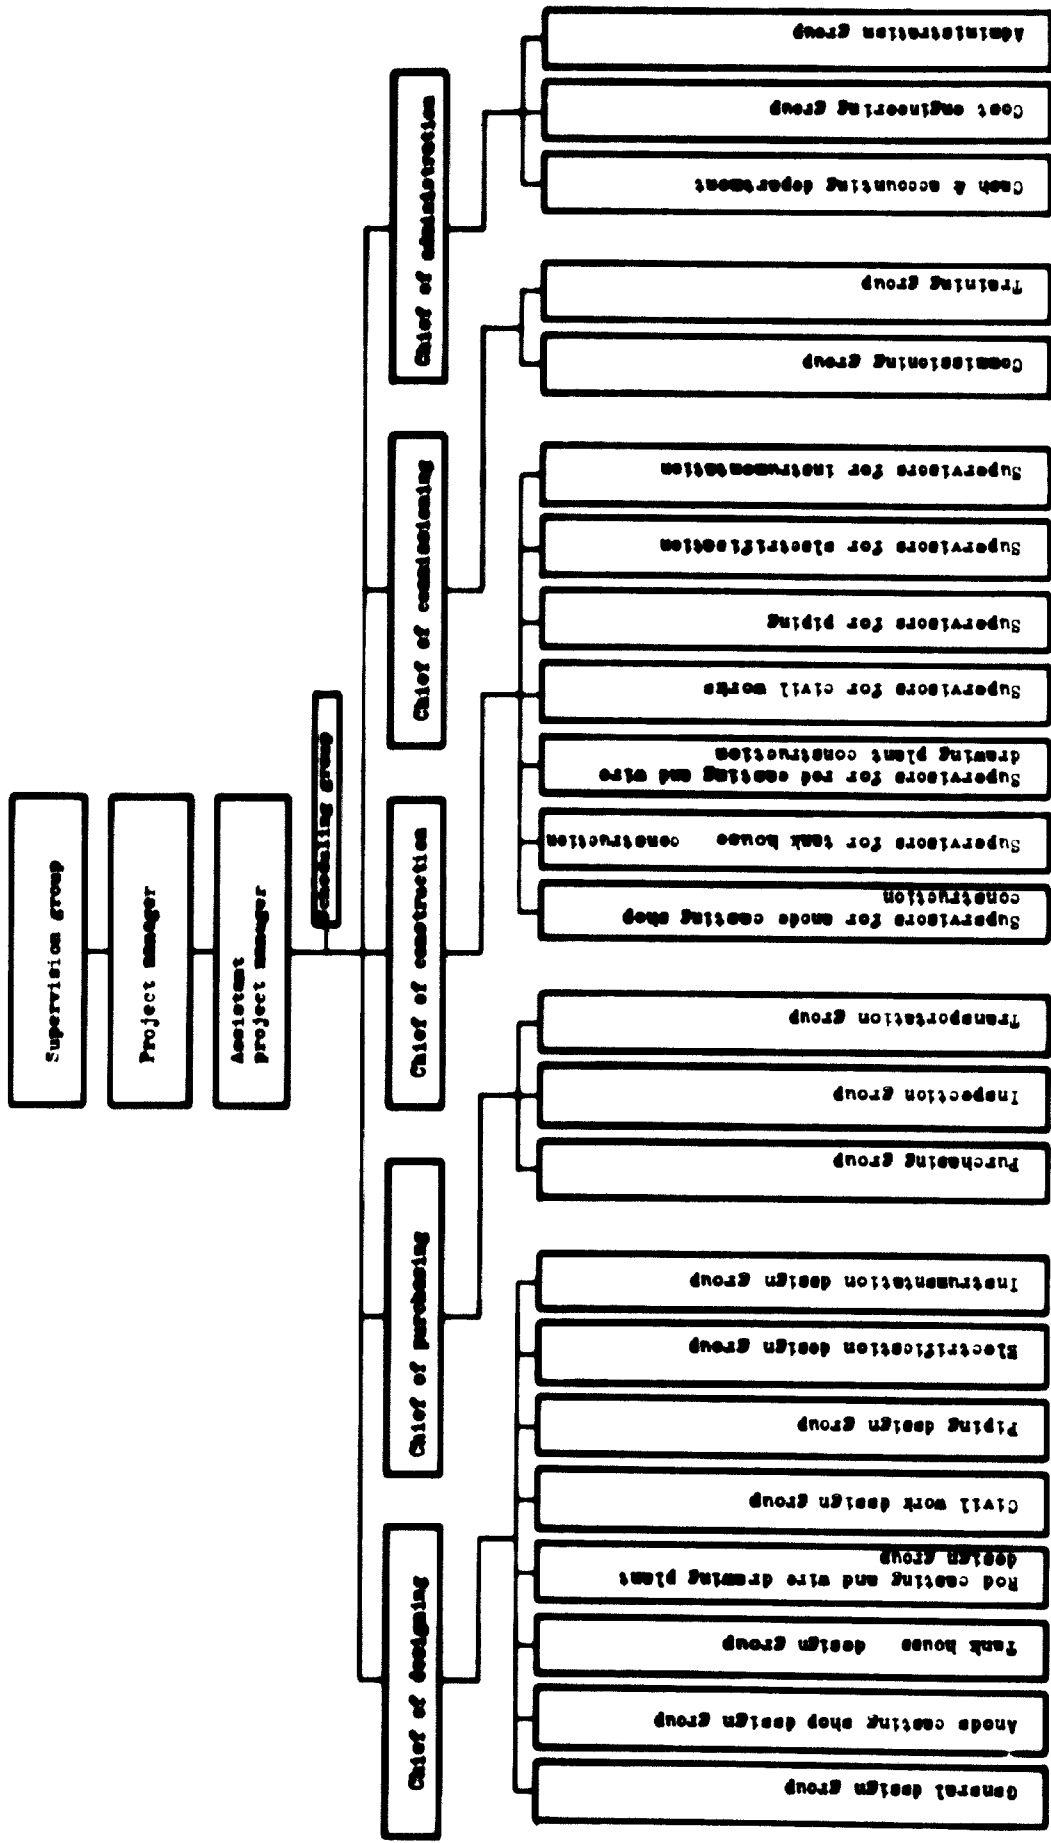 Supervision group
Project manager
Assistant
project manager
Scheduling group
Chief of designing
Chief of purchasing
Chief of construction
Chief of commissioning
Chief of administration
General design group
Anode casting shop design group
Tank house design group
Rod casting and wire drawing plant
design group
Civil work design group
Piping design group
Electrification design group
Instrumentation design group
Purchasing group
Inspection group
Transportation group
Supervisors for anode casting shop
construction
Supervisors for tank house construction
Supervisors for rod casting and wire
drawing plant construction
Supervisors for civil works
Supervisors for piping
Supervisors for electrification
Supervisors for instrumentation
Commissioning group
Training group
Cash & accounting department
Cost engineering group
Administration group